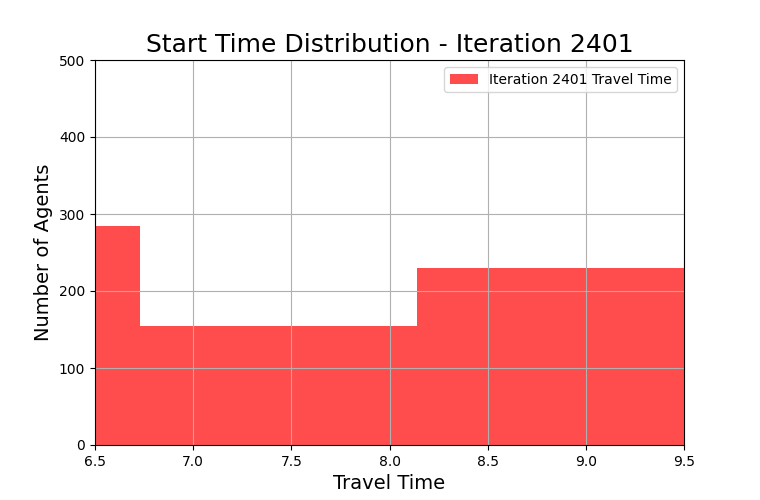 Start Time Distribution - Iteration 2401
Iteration 2401 Travel Time
Number of Agents
500
400
300
200
100
0
6.5 7.0 7.5 8.0 8.5 9.0 9.5
Travel Time